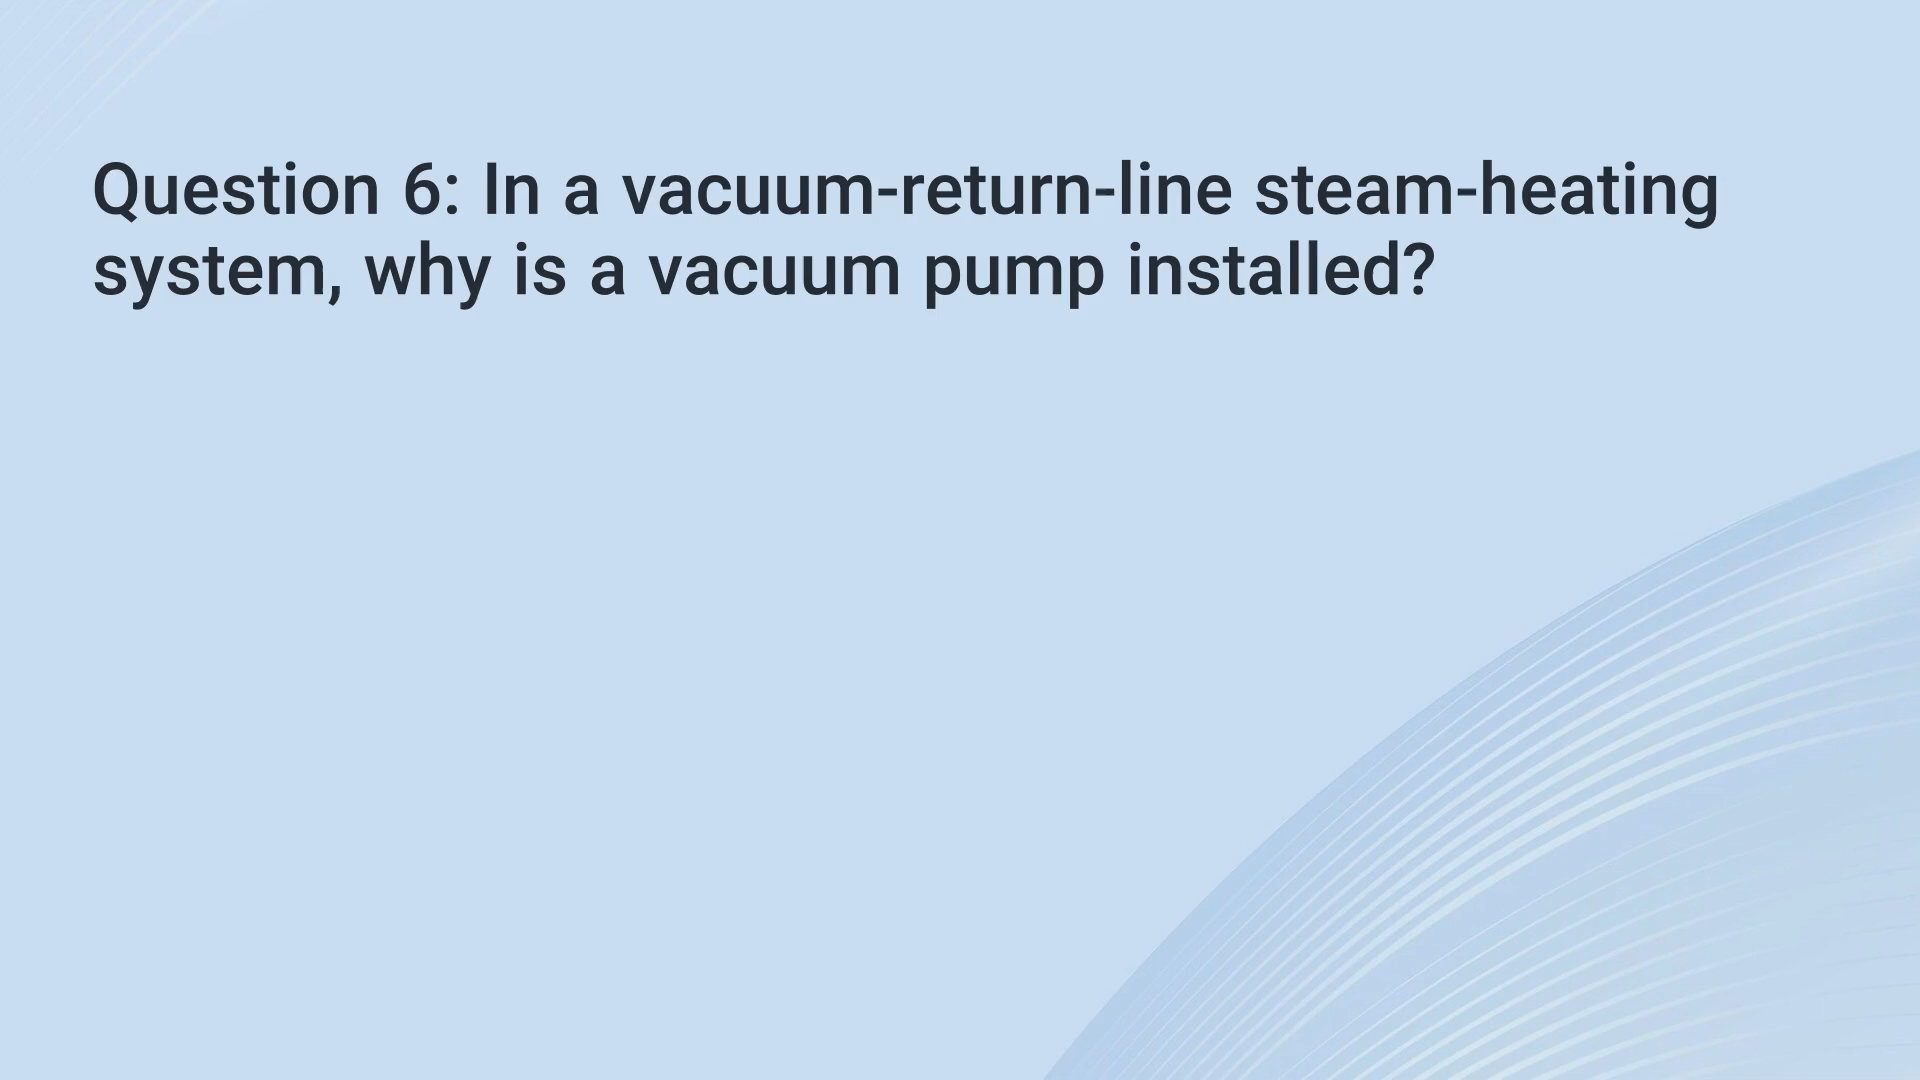 Question 6: In a vacuum-return-line steam-heating
system, why is a vacuum pump installed?